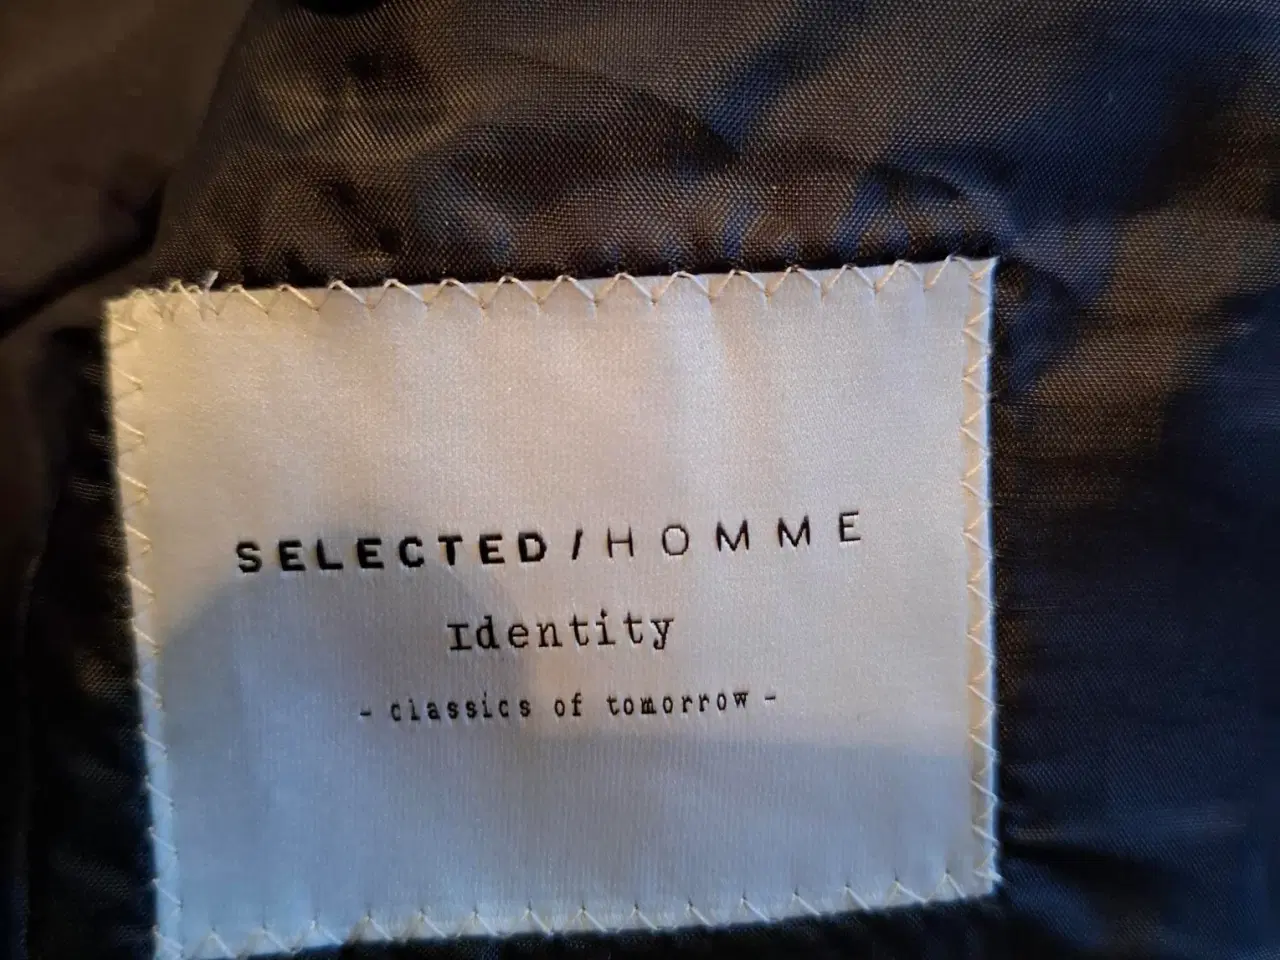 SELECTED/HOMME
Identity
- classics of tomorrow -